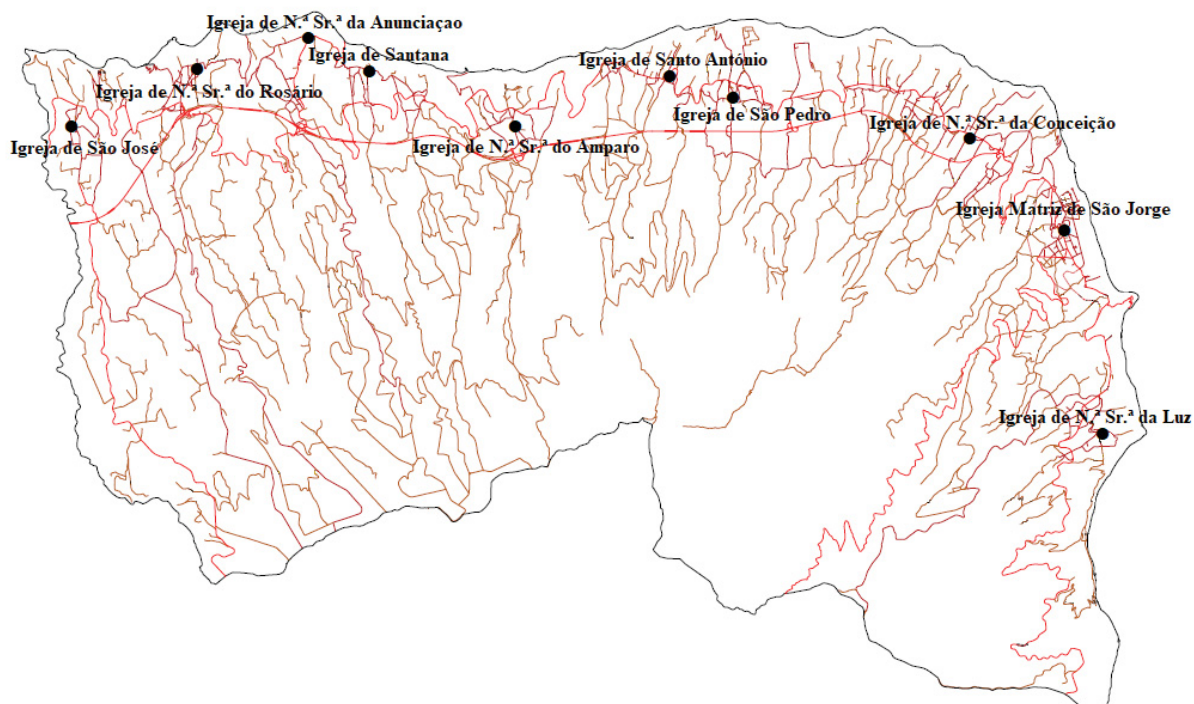 Igreja de N.ª Sr.ª da Anunciaçao
Igreja de Santana
Igreja de Santo António
Igreja de N.ª Sr.ª do Rosário
Igreja de São Pedro
Igreja de N.ª Sr.ª da Conceição
Igreja de São José
Igreja de N.ª Sr.ª do Amparo
Igreja Matriz de São Jorge
Igreja de N.ª Sr.ª da Luz